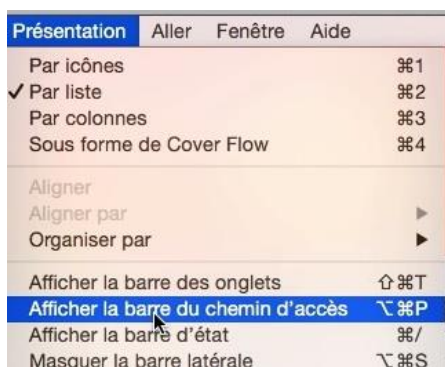 Présentation Aller Fenêtre Aide
Par icônes ⌘1
✓ Par liste ⌘2
Par colonnes ⌘3
Sous forme de Cover Flow ⌘4
Aligner
Aligner par ▶
Organiser par ▶
Afficher la barre des onglets ⇧⌘T
Afficher la barre du chemin d'accès ⌥⌘P
Afficher la barre d'état ⌘/
Masquer la barre latérale ⌥⌘S